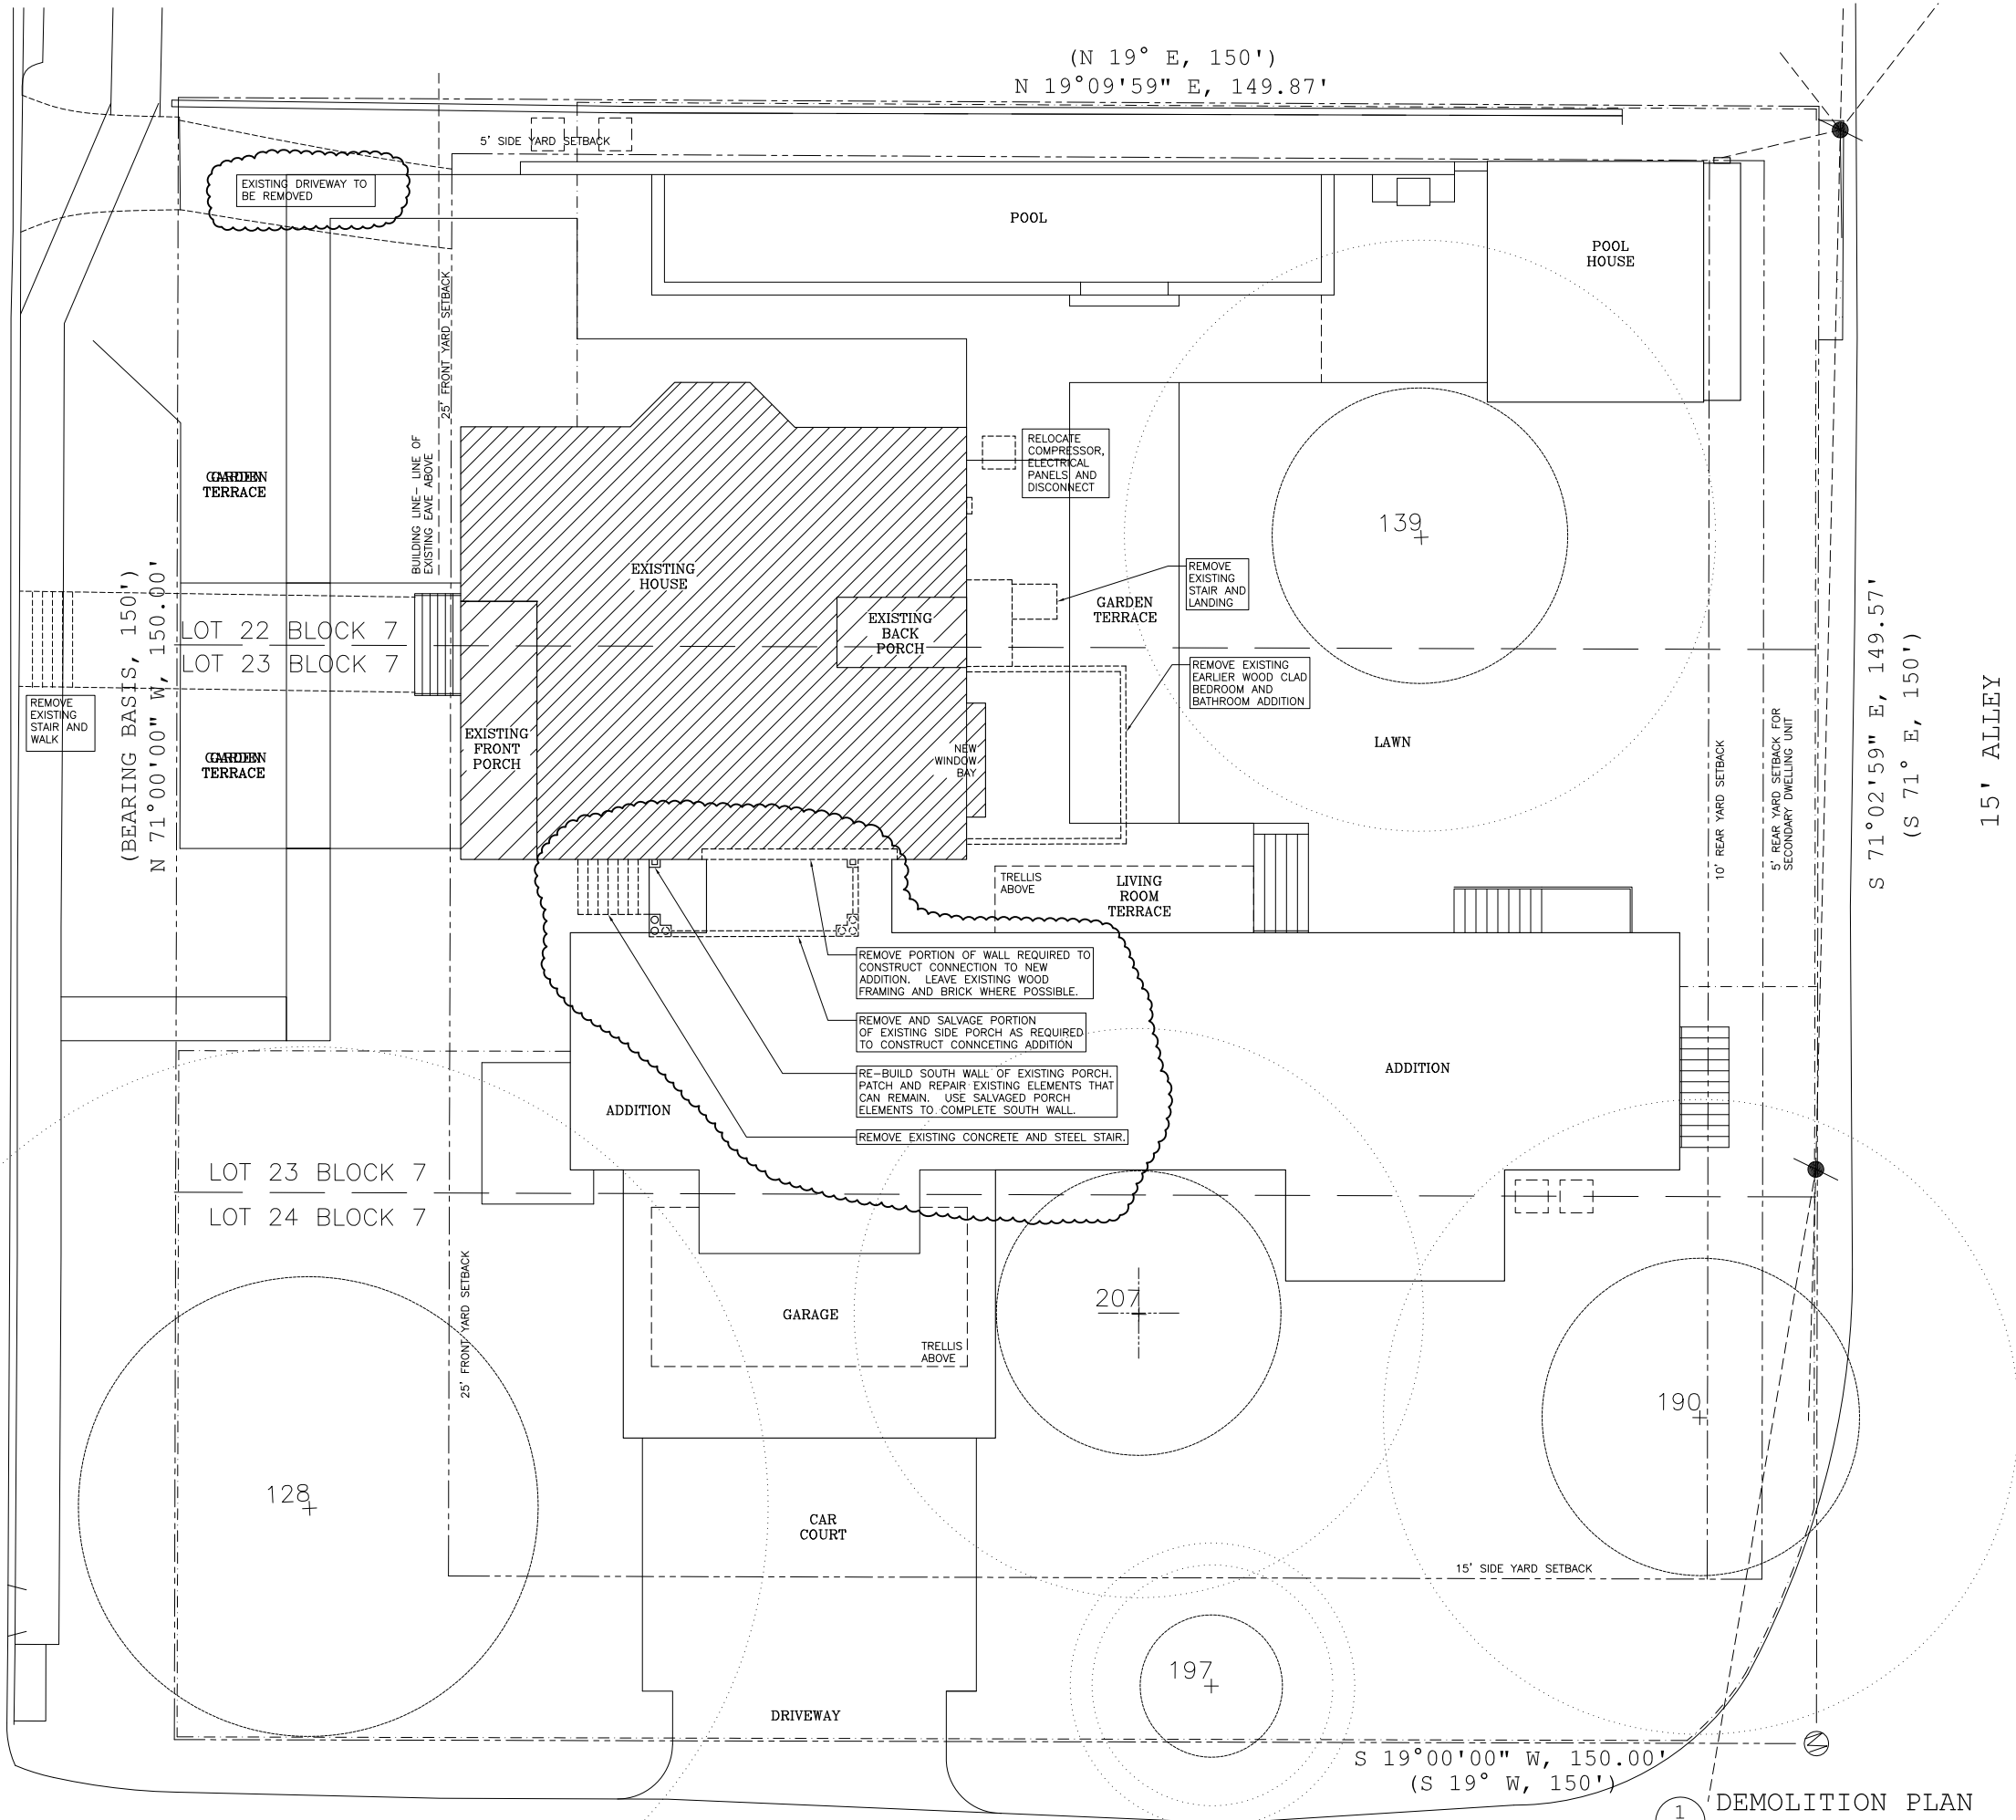 (N 19° E, 150')
N 19°09'59" E, 149.87'
5' SIDE YARD SETBACK
EXISTING DRIVEWAY TO
BE REMOVED
POOL
POOL
HOUSE
25' FRONT YARD SETBACK
BUILDING LINE- LINE OF
EXISTING EAVE ABOVE
RELOCATE
COMPRESSOR,
ELECTRICAL
PANELS AND
DISCONNECT
GARDEN
TERRACE
139
EXISTING
HOUSE
REMOVE
EXISTING
STAIR AND
LANDING
GARDEN
TERRACE
EXISTING
BACK
PORCH
(BEARING BASIS, 150')
N 71°00'00" W, 150.00'
LOT 22 BLOCK 7
LOT 23 BLOCK 7
REMOVE EXISTING
EARLIER WOOD CLAD
BEDROOM AND
BATHROOM ADDITION
REMOVE
EXISTING
STAIR AND
WALK
GARDEN
TERRACE
EXISTING
FRONT
PORCH
NEW
WINDOW
BAY
LAWN
10' REAR YARD SETBACK
5' REAR YARD SETBACK FOR
SECONDARY DWELLING UNIT
S 71°02'59" E, 149.57'
(S 71° E, 150')
15' ALLEY
TRELLIS
ABOVE
LIVING
ROOM
TERRACE
REMOVE PORTION OF WALL REQUIRED TO
CONSTRUCT CONNECTION TO NEW
ADDITION. LEAVE EXISTING WOOD
FRAMING AND BRICK WHERE POSSIBLE.
REMOVE AND SALVAGE PORTION
OF EXISTING SIDE PORCH AS REQUIRED
TO CONSTRUCT CONNCETING ADDITION
RE-BUILD SOUTH WALL OF EXISTING PORCH.
PATCH AND REPAIR EXISTING ELEMENTS THAT
CAN REMAIN. USE SALVAGED PORCH
ELEMENTS TO COMPLETE SOUTH WALL.
REMOVE EXISTING CONCRETE AND STEEL STAIR.
ADDITION
ADDITION
LOT 23 BLOCK 7
LOT 24 BLOCK 7
25' FRONT YARD SETBACK
GARAGE
TRELLIS
ABOVE
207
190
128
CAR
COURT
15' SIDE YARD SETBACK
197
DRIVEWAY
S 19°00'00" W, 150.00'
(S 19° W, 150')
N
1
DEMOLITION PLAN